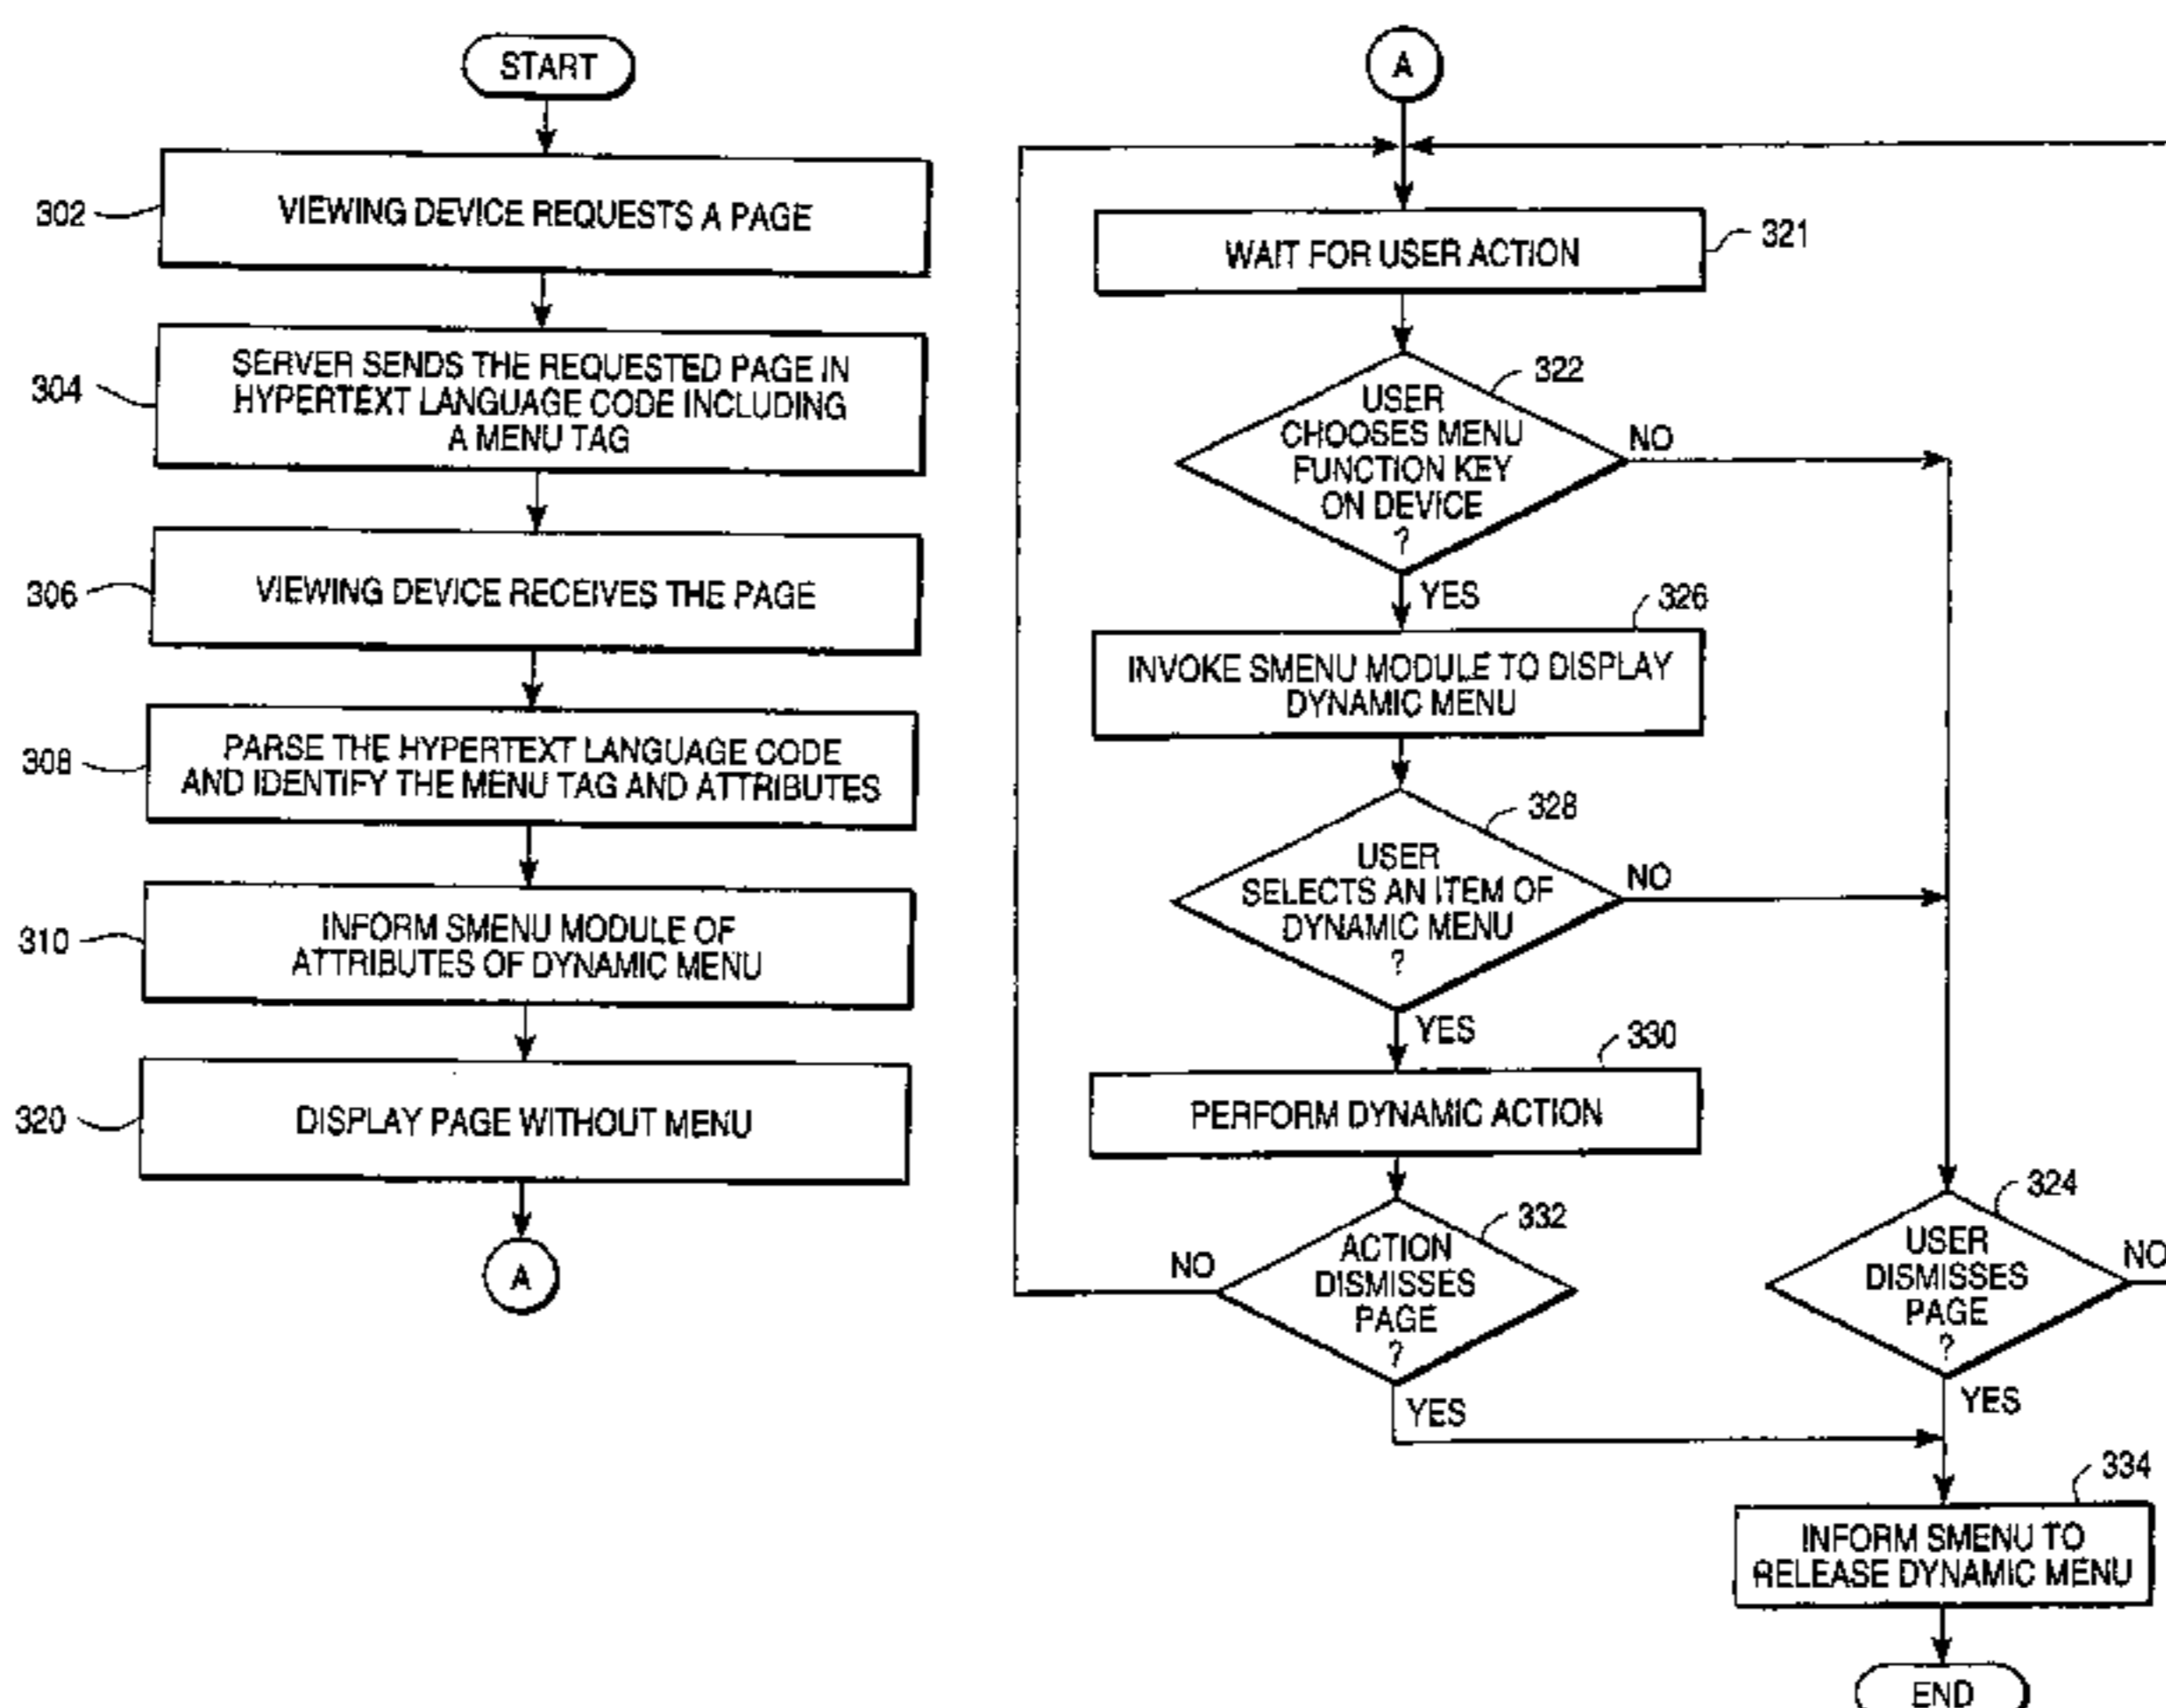 START
302
VIEWING DEVICE REQUESTS A PAGE
304
SERVER SENDS THE REQUESTED PAGE IN
HYPERTEXT LANGUAGE CODE INCLUDING
A MENU TAG
306
VIEWING DEVICE RECEIVES THE PAGE
308
PARSE THE HYPERTEXT LANGUAGE CODE
AND IDENTIFY THE MENU TAG AND ATTRIBUTES
310
INFORM SMENU MODULE OF
ATTRIBUTES OF DYNAMIC MENU
320
DISPLAY PAGE WITHOUT MENU
A
A
WAIT FOR USER ACTION
321
322
USER
CHOOSES MENU
FUNCTION KEY
ON DEVICE
?
NO
YES
326
INVOKE SMENU MODULE TO DISPLAY
DYNAMIC MENU
328
USER
SELECTS AN ITEM OF
DYNAMIC MENU
?
NO
YES
330
PERFORM DYNAMIC ACTION
332
ACTION
DISMISSES
PAGE
?
NO
YES
324
USER
DISMISSES
PAGE
?
NO
YES
334
INFORM SMENU TO
RELEASE DYNAMIC MENU
END